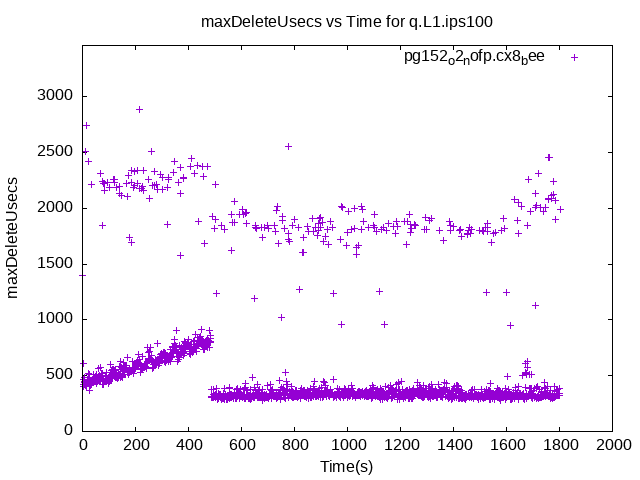 maxDeleteUsecs vs Time for q.L1.ips100
pg152o2nofp.cx8bee
3000
2500
2000
1500
1000
500
0
maxDeleteUsecs
0 200 400 600 800 1000 1200 1400 1600 1800 2000
Time(s)